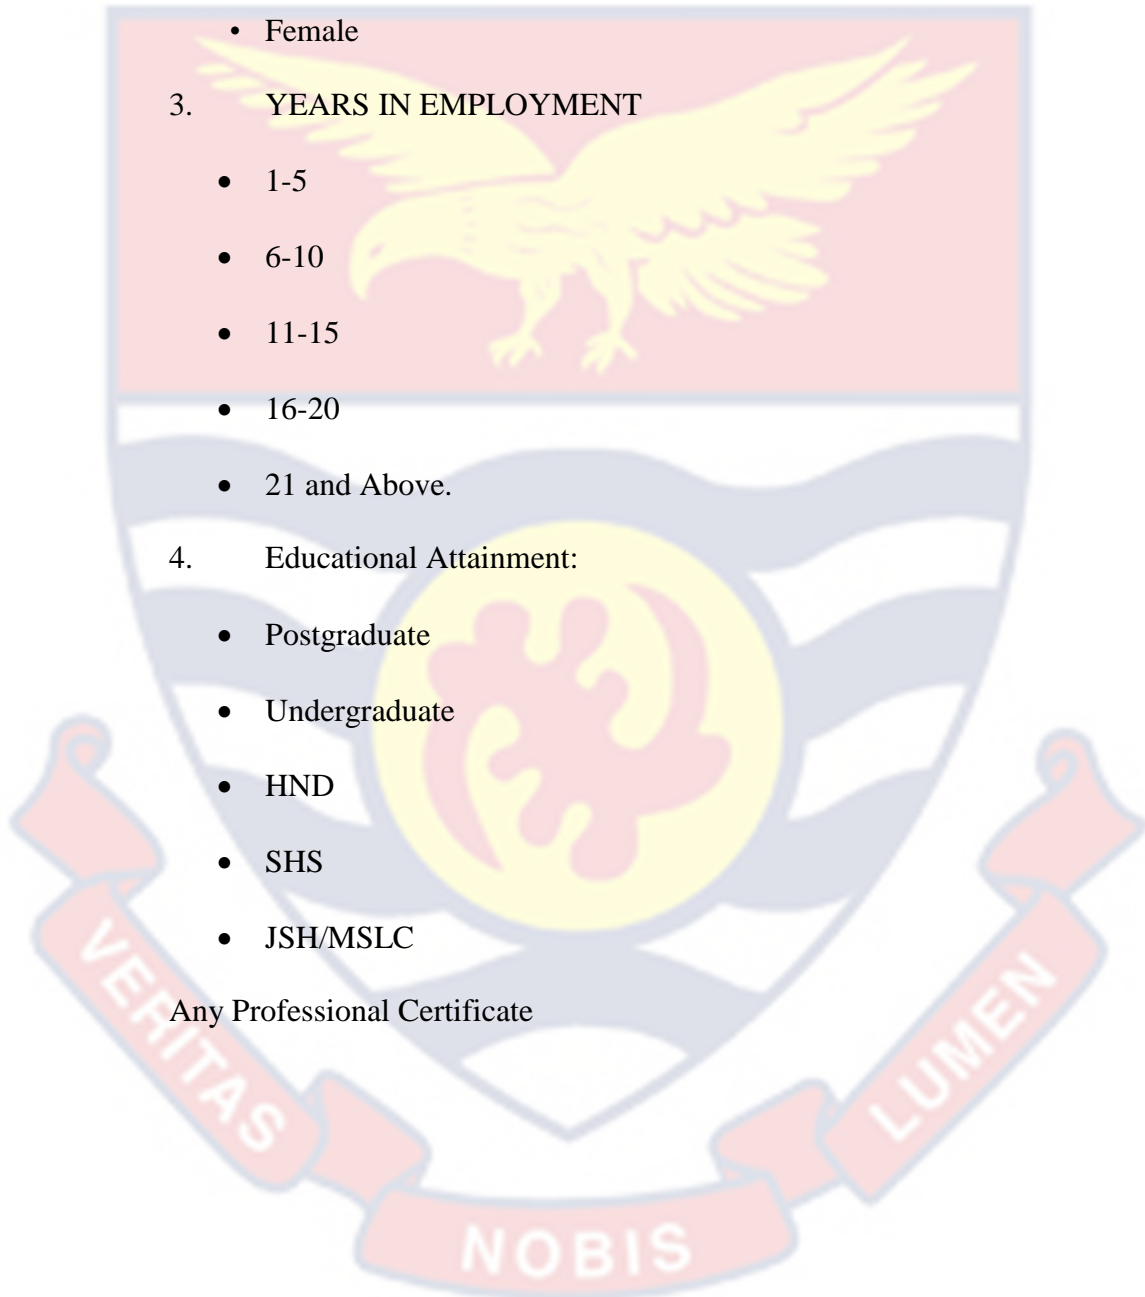 • Female
3. YEARS IN EMPLOYMENT
• 1-5
• 6-10
• 11-15
• 16-20
• 21 and Above.
4. Educational Attainment:
• Postgraduate
• Undergraduate
• HND
• SHS
• JSH/MSLC
Any Professional Certificate
VERITAS
NOBIS
LUMEN